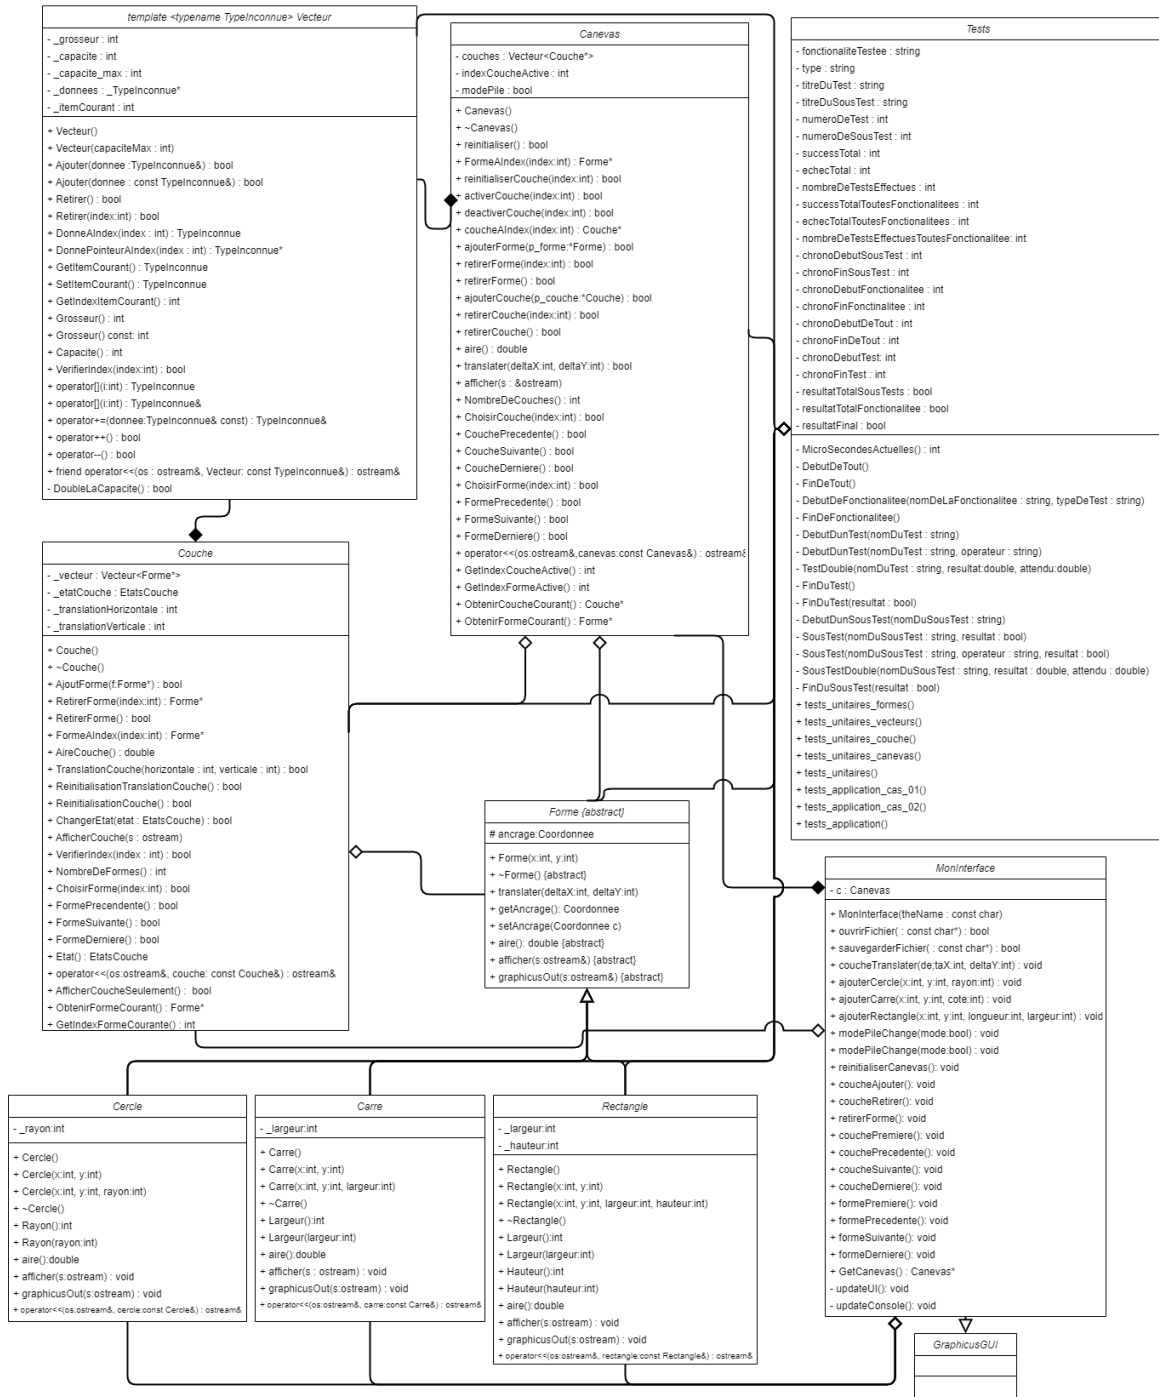 template <typename TypeInconnue> Vecteur
- _grosseur : int
- _capacite : int
- _capacite_max : int
- _donnees : _TypeInconnue*
- _itemCourant : int
+ Vecteur()
+ Vecteur(capaciteMax : int)
+ Ajouter(donnee :TypeInconnue&) : bool
+ Ajouter(donnee : const TypeInconnue&) : bool
+ Retirer() : bool
+ Retirer(index:int) : bool
+ DonneAIndex(index : int) : TypeInconnue
+ DonnePointeurAIndex(index : int) : TypeInconnue*
+ GetItemCourant() : TypeInconnue
+ SetItemCourant() : TypeInconnue
+ GetIndexItemCourant() : int
+ Grosseur() : int
+ Grosseur() const: int
+ Capacite() : int
+ VerifierIndex(index:int) : bool
+ operator[](i:int) : TypeInconnue
+ operator[](i:int) : TypeInconnue&
+ operator+=(donnee:TypeInconnue& const) : TypeInconnue&
+ operator++() : bool
+ operator--() : bool
+ friend operator<<(os : ostream&, Vecteur: const TypeInconnue&) : ostream&
- DoubleLaCapacite() : bool
Canevas
- couches : Vecteur<Couche*>
- indexCoucheActive : int
- modePile : bool
+ Canevas()
+ ~Canevas()
+ reinitialiser() : bool
+ FormeAIndex(index:int) : Forme*
+ reinitialiserCouche(index:int) : bool
+ activerCouche(index:int) : bool
+ deactiverCouche(index:int) : bool
+ coucheAIndex(index:int) : Couche*
+ ajouterForme(p_forme:*Forme) : bool
+ retirerForme(index:int) : bool
+ retirerForme() : bool
+ ajouterCouche(p_couche:*Couche) : bool
+ retirerCouche(index:int) : bool
+ retirerCouche() : bool
+ aire() : double
+ translater(deltaX:int, deltaY:int) : bool
+ afficher(s : &ostream)
+ NombreDeCouches() : int
+ ChoisirCouche(index:int) : bool
+ CouchePrecedente() : bool
+ CoucheSuivante() : bool
+ CoucheDerniere() : bool
+ ChoisirForme(index:int) : bool
+ FormePrecedente() : bool
+ FormeSuivante() : bool
+ FormeDerniere() : bool
+ operator<<(os:ostream&,canevas:const Canevas&) : ostream&
+ GetIndexCoucheActive() : int
+ GetIndexFormeActive() : int
+ ObtenirCoucheCourant() : Couche*
+ ObtenirFormeCourant() : Forme*
Tests
- fonctionaliteTestee : string
- type : string
- titreDuTest : string
- titreDuSousTest : string
- numeroDeTest : int
- numeroDeSousTest : int
- successTotal : int
- echecTotal : int
- nombreDeTestsEffectues : int
- successTotalToutesFonctionalitees : int
- echecTotalToutesFonctionalitees : int
- nombreDeTestsEffectuesToutesFonctionalitee: int
- chronoDebutSousTest : int
- chronoFinSousTest : int
- chronoDebutFonctionalitee : int
- chronoFinFonctinalitee : int
- chronoDebutDeTout : int
- chronoFinDeTout : int
- chronoDebutTest: int
- chronoFinTest : int
- resultatTotalSousTests : bool
- resultatTotalFonctionalitee : bool
- resultatFinal : bool
- MicroSecondesActuelles() : int
- DebutDeTout()
- FinDeTout()
- DebutDeFonctionalitee(nomDeLaFonctionalitee : string, typeDeTest : string)
- FinDeFonctionalitee()
- DebutDunTest(nomDuTest : string)
- DebutDunTest(nomDuTest : string, operateur : string)
- TestDouble(nomDuTest : string, resultat:double, attendu:double)
- FinDuTest()
- FinDuTest(resultat : bool)
- DebutDunSousTest(nomDuSousTest : string)
- SousTest(nomDuSousTest : string, resultat : bool)
- SousTest(nomDuSousTest : string, operateur : string, resultat : bool)
- SousTestDouble(nomDuSousTest : string, resultat : double, attendu : double)
- FinDuSousTest(resultat : bool)
+ tests_unitaires_formes()
+ tests_unitaires_vecteurs()
+ tests_unitaires_couche()
+ tests_unitaires_canevas()
+ tests_unitaires()
+ tests_application_cas_01()
+ tests_application_cas_02()
+ tests_application()
Couche
- _vecteur : Vecteur<Forme*>
- _etatCouche : EtatsCouche
- _translationHorizontale : int
- _translationVerticale : int
+ Couche()
+ ~Couche()
+ AjoutForme(f:Forme*) : bool
+ RetirerForme(index:int) : Forme*
+ RetirerForme() : bool
+ FormeAIndex(index:int) : Forme*
+ AireCouche() : double
+ TranslationCouche(horizontale : int, verticale : int) : bool
+ ReinitialisationTranslationCouche() : bool
+ ReinitialisationCouche() : bool
+ ChangerEtat(etat : EtatsCouche) : bool
+ AfficherCouche(s : ostream)
+ VerifierIndex(index : int) : bool
+ NombreDeFormes() : int
+ ChoisirForme(index:int) : bool
+ FormePrecendente() : bool
+ FormeSuivante() : bool
+ FormeDerniere() : bool
+ Etat() : EtatsCouche
+ operator<<(os:ostream&, couche: const Couche&) : ostream&
+ AfficherCoucheSeulement() : bool
+ ObtenirFormeCourant() : Forme*
+ GetIndexFormeCourante() : int
Forme {abstract}
# ancrage:Coordonnee
+ Forme(x:int, y:int)
+ ~Forme() {abstract}
+ translater(deltaX:int, deltaY:int)
+ getAncrage(): Coordonnee
+ setAncrage(Coordonnee c)
+ aire(): double {abstract}
+ afficher(s:ostream&) {abstract}
+ graphicusOut(s:ostream&) {abstract}
MonInterface
- c : Canevas
+ MonInterface(theName : const char)
+ ouvrirFichier( : const char*) : bool
+ sauvegarderFichier( : const char*) : bool
+ coucheTranslater(de;taX:int, deltaY:int) : void
+ ajouterCercle(x:int, y:int, rayon:int) : void
+ ajouterCarre(x:int, y:int, cote:int) : void
+ ajouterRectangle(x:int, y:int, longueur:int, largeur:int) : void
+ modePileChange(mode:bool) : void
+ modePileChange(mode:bool) : void
+ reinitialiserCanevas(): void
+ coucheAjouter(): void
+ coucheRetirer(): void
+ retirerForme(): void
+ couchePremiere(): void
+ couchePrecedente(): void
+ coucheSuivante(): void
+ coucheDerniere(): void
+ formePremiere(): void
+ formePrecedente(): void
+ formeSuivante(): void
+ formeDerniere(): void
+ GetCanevas() : Canevas*
- updateUI(): void
- updateConsole(): void
Cercle
- _rayon:int
+ Cercle()
+ Cercle(x:int, y:int)
+ Cercle(x:int, y:int, rayon:int)
+ ~Cercle()
+ Rayon():int
+ Rayon(rayon:int)
+ aire():double
+ afficher(s:ostream) : void
+ graphicusOut(s:ostream) : void
+ operator<<(os:ostream&, cercle:const Cercle&) : ostream&
Carre
- _largeur:int
+ Carre()
+ Carre(x:int, y:int)
+ Carre(x:int, y:int, largeur:int)
+ ~Carre()
+ Largeur():int
+ Largeur(largeur:int)
+ aire():double
+ afficher(s : ostream) : void
+ graphicusOut(s:ostream) : void
+ operator<<(os:ostream&, carre:const Carre&) : ostream&
Rectangle
- _largeur:int
- _hauteur:int
+ Rectangle()
+ Rectangle(x:int, y:int)
+ Rectangle(x:int, y:int, largeur:int, hauteur:int)
+ ~Rectangle()
+ Largeur():int
+ Largeur(largeur:int)
+ Hauteur():int
+ Hauteur(hauteur:int)
+ aire():double
+ afficher(s:ostream) : void
+ graphicusOut(s:ostream) : void
+ operator<<(os:ostream&, rectangle:const Rectangle&) : ostream&
GraphicusGUI